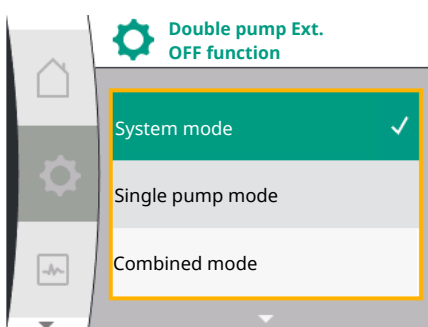 Double pump Ext.
OFF function
System mode
Single pump mode
Combined mode